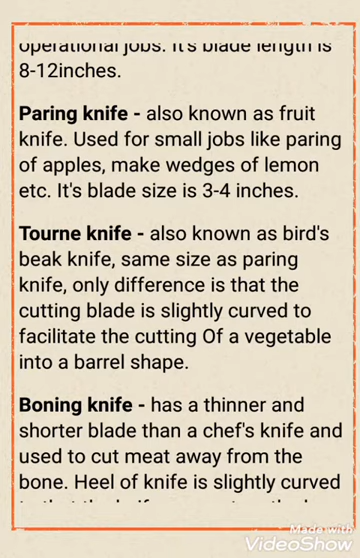 operational jobs. It's blade length is
8-12inches.
Paring knife - also known as fruit
knife. Used for small jobs like paring
of apples, make wedges of lemon
etc. It's blade size is 3-4 inches.
Tourne knife - also known as bird's
beak knife, same size as paring
knife, only difference is that the
cutting blade is slightly curved to
facilitate the cutting Of a vegetable
into a barrel shape.
Boning knife - has a thinner and
shorter blade than a chef's knife and
used to cut meat away from the
bone. Heel of knife is slightly curved
Made with
VideoShow